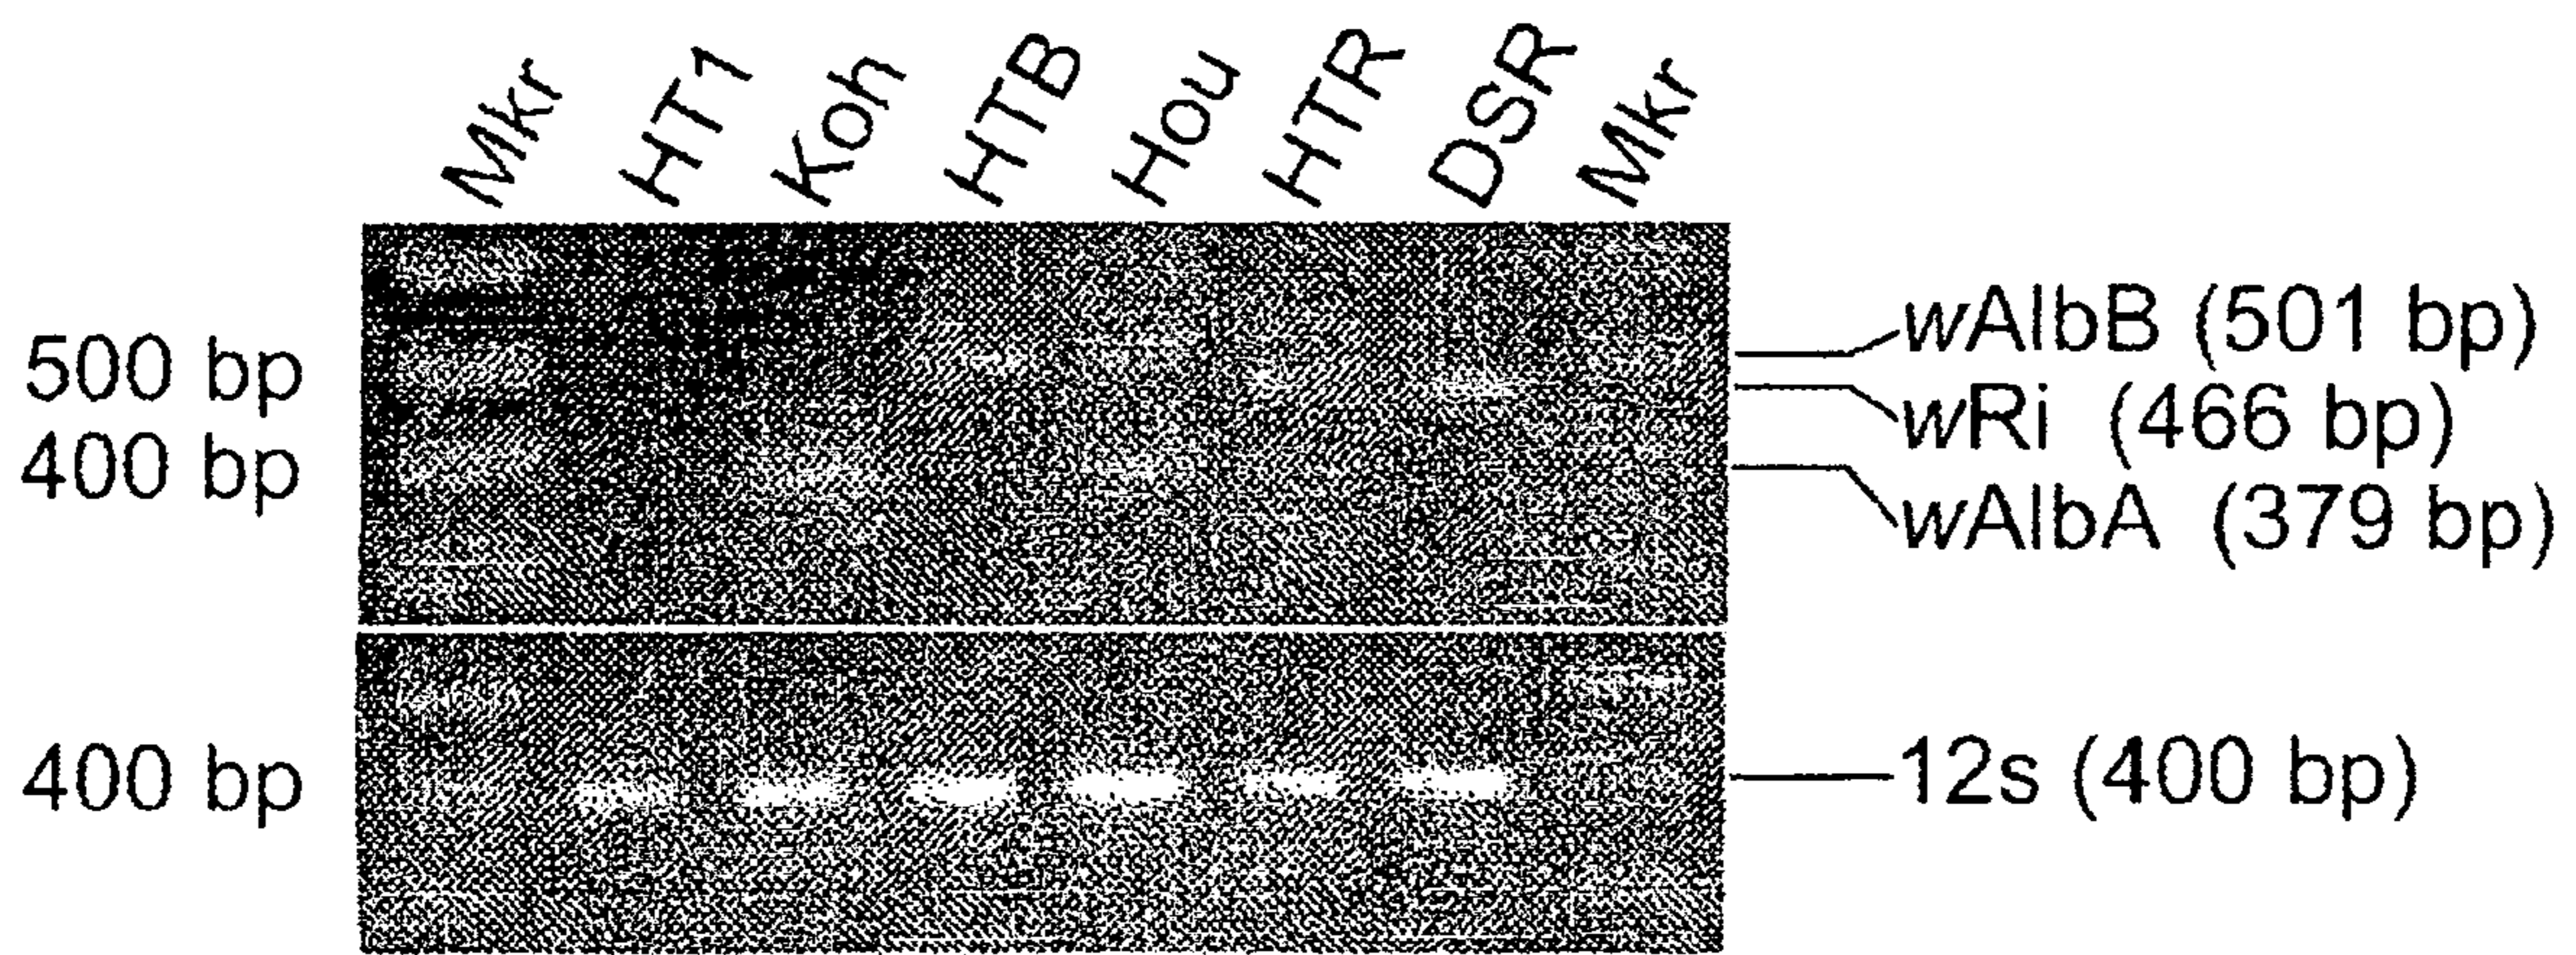 Mkr HT1 Koh HTB Hou HTR DSR Mkr
500 bp
400 bp
wAlbB (501 bp)
wRi (466 bp)
wAlbA (379 bp)
400 bp
12s (400 bp)